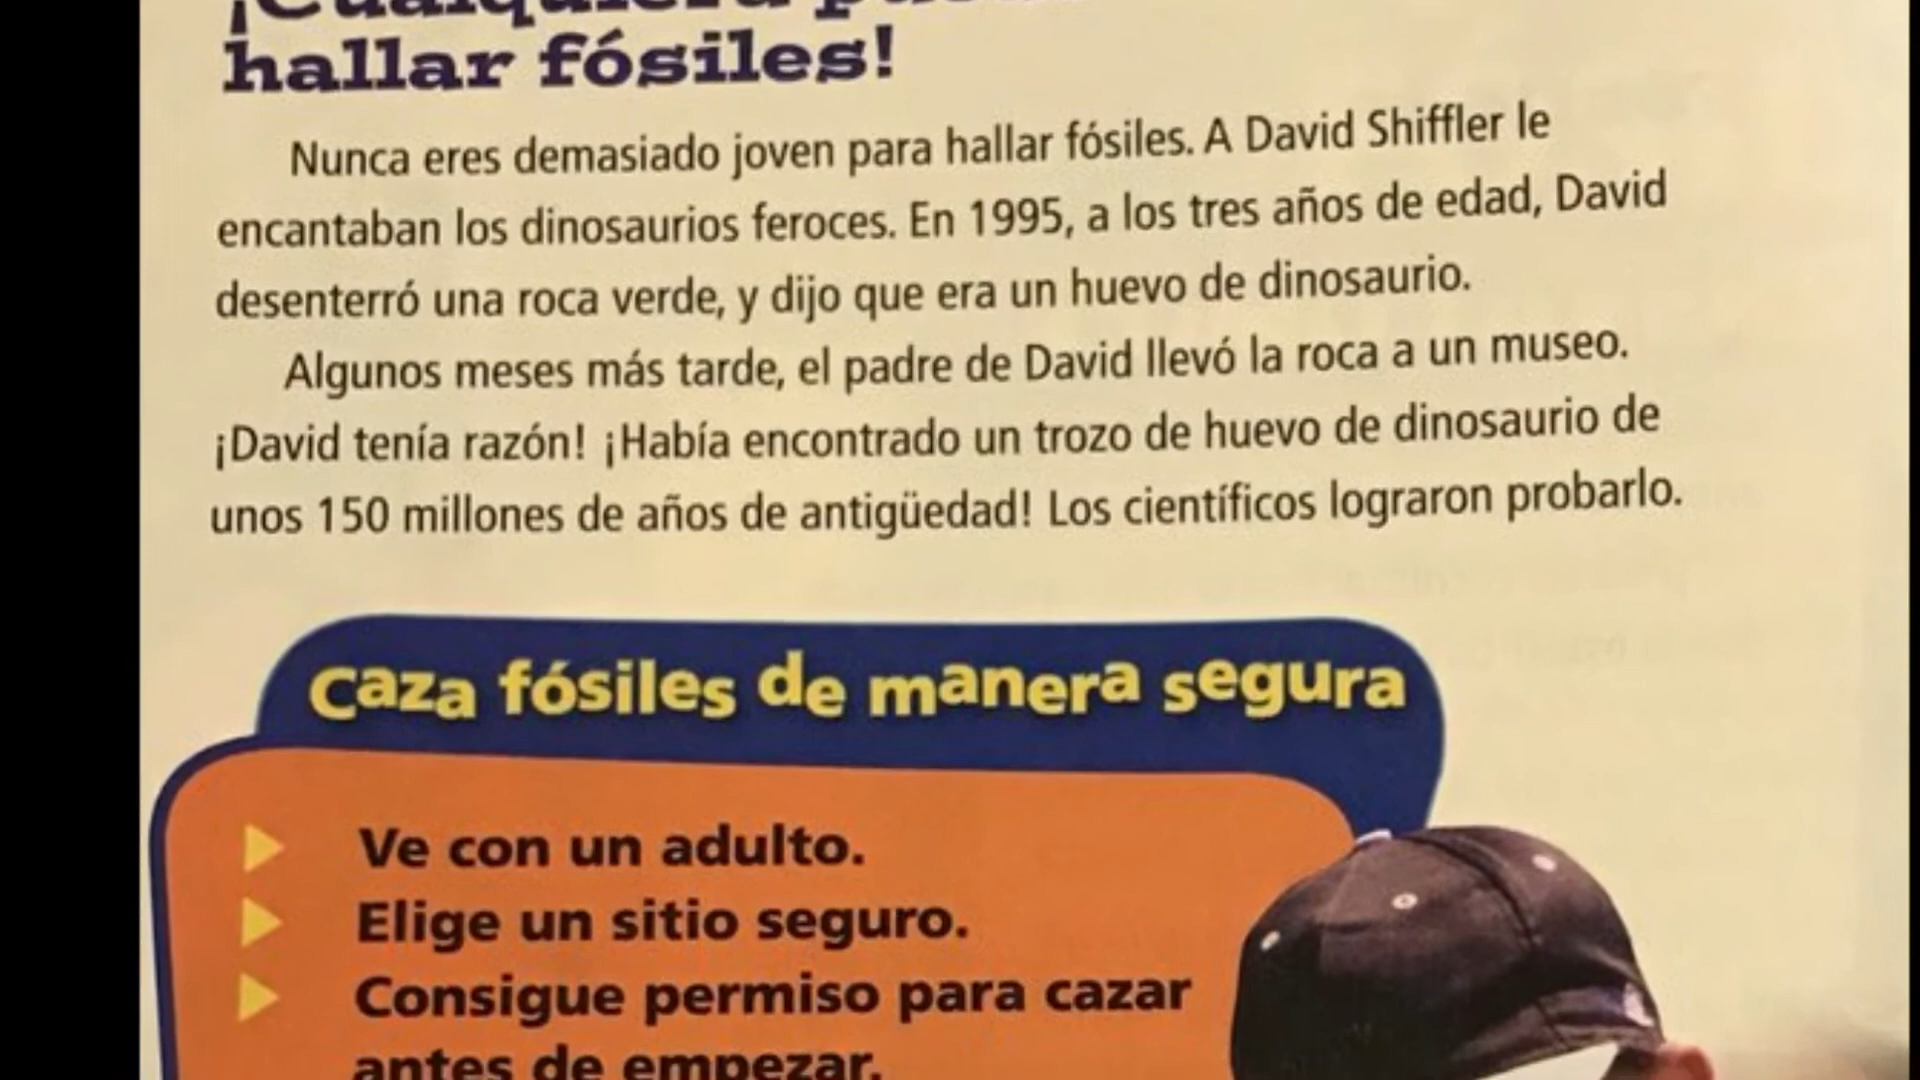 ¡Cualquiera
hallar fósiles!
Nunca eres demasiado joven para hallar fósiles. A David Shiffler le
encantaban los dinosaurios feroces. En 1995, a los tres años de edad, David
desenterró una roca verde, y dijo que era un huevo de dinosaurio.
Algunos meses más tarde, el padre de David llevó la roca a un museo.
¡David tenía razón! ¡Había encontrado un trozo de huevo de dinosaurio de
unos 150 millones de años de antigüedad! Los científicos lograron probarlo.
Caza fósiles de manera segura
Ve con un adulto.
Elige un sitio seguro.
Consigue permiso para cazar
antes de empezar.